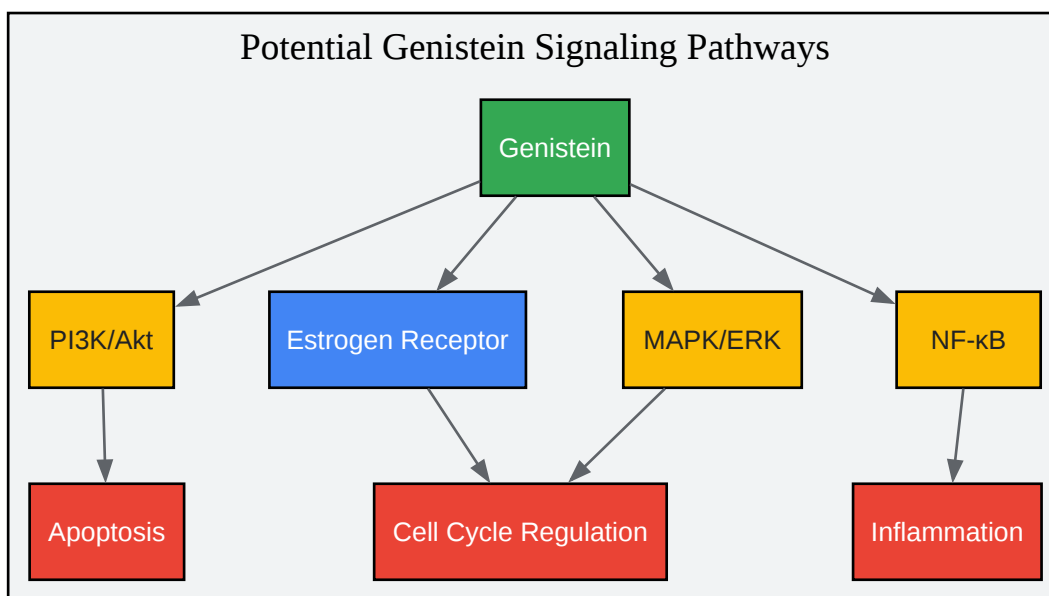 Potential Genistein Signaling Pathways
Genistein
PI3K/Akt
Estrogen Receptor
MAPK/ERK
NF-κB
Apoptosis
Cell Cycle Regulation
Inflammation